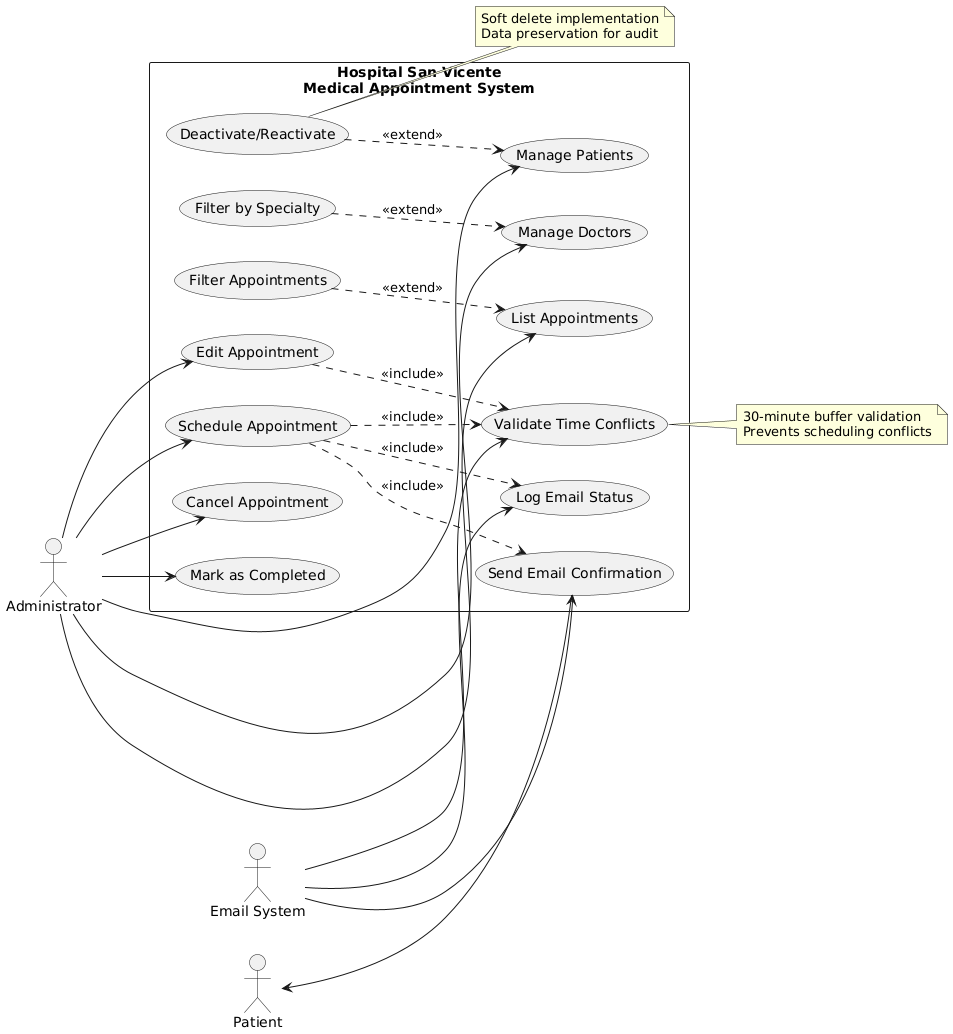 Soft delete implementation
Data preservation for audit
Hospital San Vicente
Medical Appointment System
Deactivate/Reactivate
«extend»
Manage Patients
Filter by Specialty
«extend»
Manage Doctors
Filter Appointments
«extend»
List Appointments
Edit Appointment
«include»
Schedule Appointment
«include»
Validate Time Conflicts
30-minute buffer validation
Prevents scheduling conflicts
«include»
«include»
Cancel Appointment
Log Email Status
Mark as Completed
Send Email Confirmation
Administrator
Email System
Patient